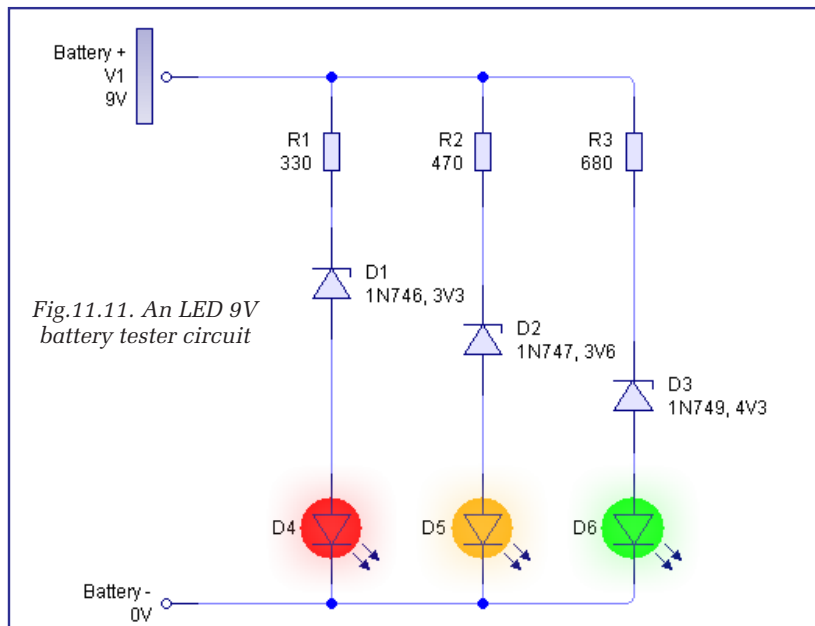 Battery +
V1
9V
R1
330
R2
470
R3
680
D1
1N746, 3V3
Fig.11.11. An LED 9V
battery tester circuit
D2
1N747, 3V6
D3
1N749, 4V3
D4
D5
D6
Battery -
0V